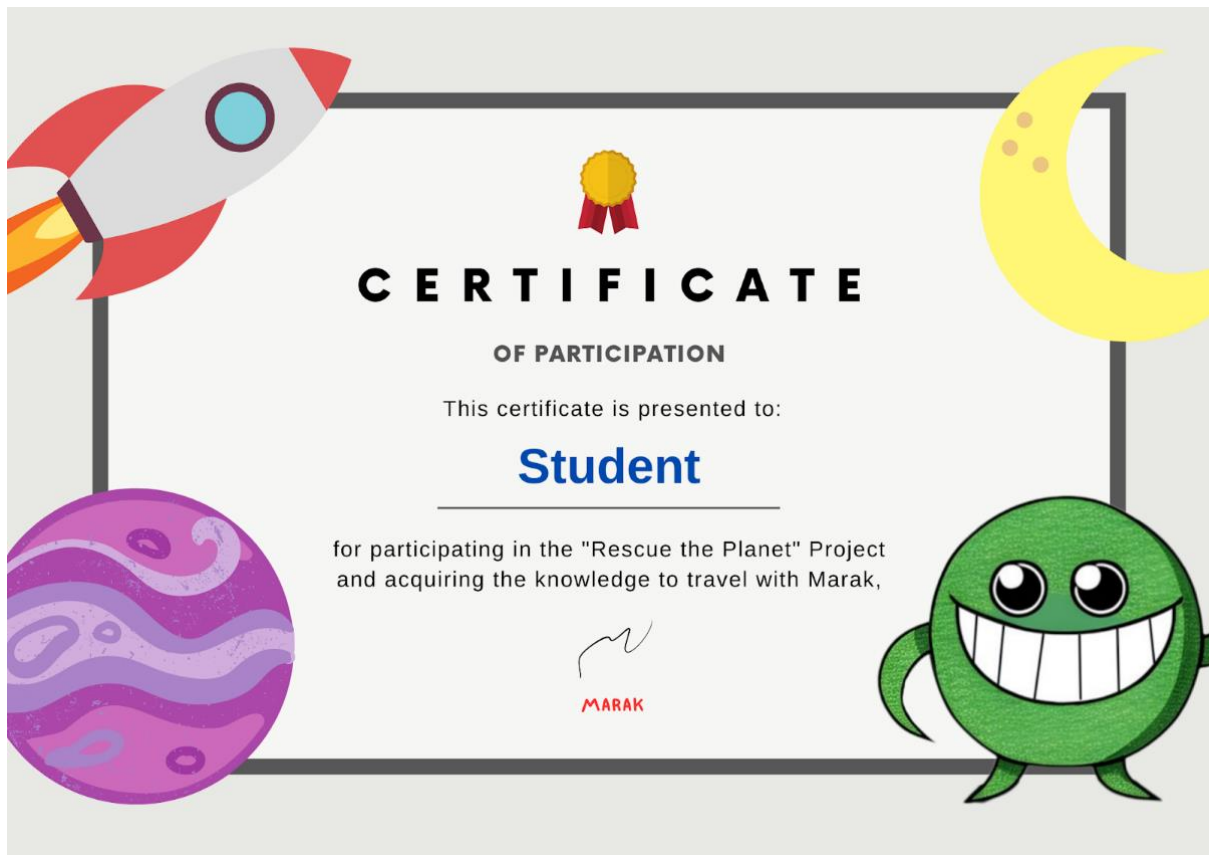 CERTIFICATE
OF PARTICIPATION
This certificate is presented to:
Student
for participating in the "Rescue the Planet" Project
and acquiring the knowledge to travel with Marak,
MARAK